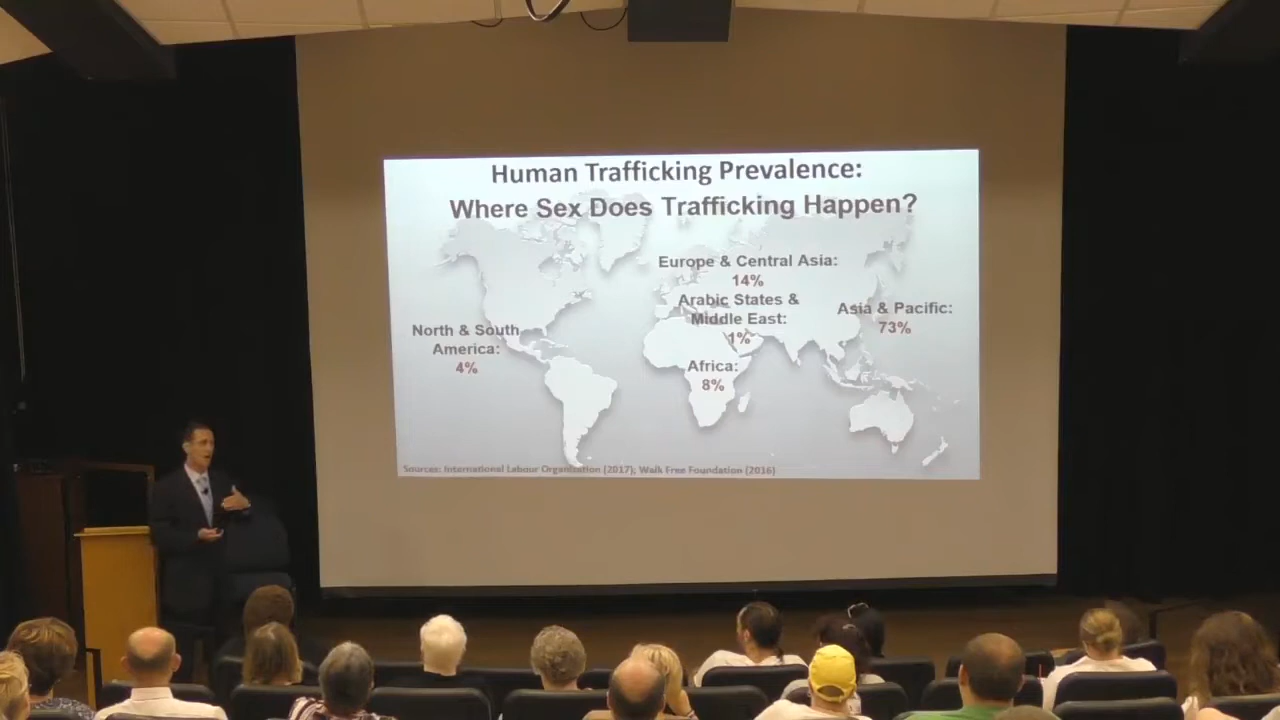 Human Trafficking Prevalence:
Where Sex Does Trafficking Happen?
Europe & Central Asia:
14%
Arabic States &
Middle East:
1%
Asia & Pacific:
73%
North & South
America:
4%
Africa:
8%
Sources: International Labour Organisation (2017); Walk Free Foundation (2016)